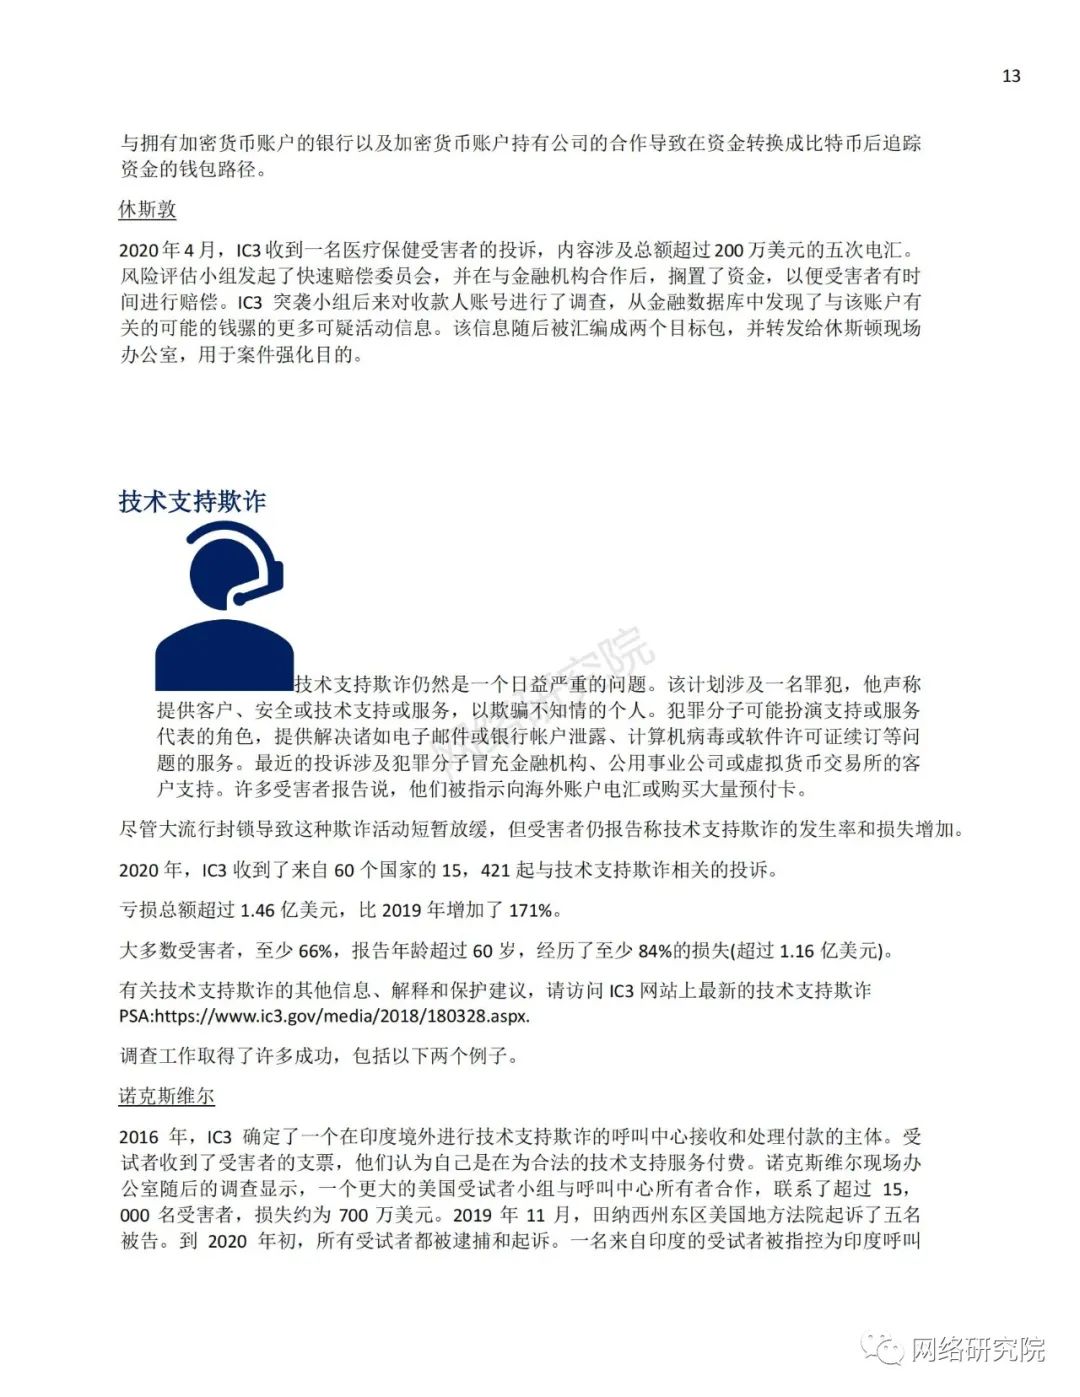 13
与拥有加密货币账户的银行以及加密货币账户持有公司的合作导致在资金转换成比特币后追踪
资金的钱包路径。
休斯敦
2020 年 4 月，IC3 收到一名医疗保健受害者的投诉，内容涉及总额超过 200 万美元的五次电汇。
风险评估小组发起了快速赔偿委员会，并在与金融机构合作后，搁置了资金，以便受害者有时
间进行赔偿。IC3 突袭小组后来对收款人账号进行了调查，从金融数据库中发现了与该账户有
关的可能的钱骡的更多可疑活动信息。该信息随后被汇编成两个目标包，并转发给休斯顿现场
办公室，用于案件强化目的。
技术支持欺诈
技术支持欺诈仍然是一个日益严重的问题。该计划涉及一名罪犯，他声称
提供客户、安全或技术支持或服务，以欺骗不知情的个人。犯罪分子可能扮演支持或服务
代表的角色，提供解决诸如电子邮件或银行帐户泄露、计算机病毒或软件许可证续订等问
题的服务。最近的投诉涉及犯罪分子冒充金融机构、公用事业公司或虚拟货币交易所的客
户支持。许多受害者报告说，他们被指示向海外账户电汇或购买大量预付卡。
尽管大流行封锁导致这种欺诈活动短暂放缓，但受害者仍报告称技术支持欺诈的发生率和损失增加。
2020 年，IC3 收到了来自 60 个国家的 15，421 起与技术支持欺诈相关的投诉。
亏损总额超过 1.46 亿美元，比 2019 年增加了 171%。
大多数受害者，至少 66%，报告年龄超过 60 岁，经历了至少 84%的损失(超过 1.16 亿美元)。
有关技术支持欺诈的其他信息、解释和保护建议，请访问 IC3 网站上最新的技术支持欺诈
PSA:https://www.ic3.gov/media/2018/180328.aspx.
调查工作取得了许多成功，包括以下两个例子。
诺克斯维尔
2016 年，IC3 确定了一个在印度境外进行技术支持欺诈的呼叫中心接收和处理付款的主体。受
试者收到了受害者的支票，他们认为自己是在为合法的技术支持服务付费。诺克斯维尔现场办
公室随后的调查显示，一个更大的美国受试者小组与呼叫中心所有者合作，联系了超过 15，
000 名受害者，损失约为 700 万美元。2019 年 11 月，田纳西州东区美国地方法院起诉了五名
被告。到 2020 年初，所有受试者都被逮捕和起诉。一名来自印度的受试者被指控为印度呼叫
网络研究院
网络研究院